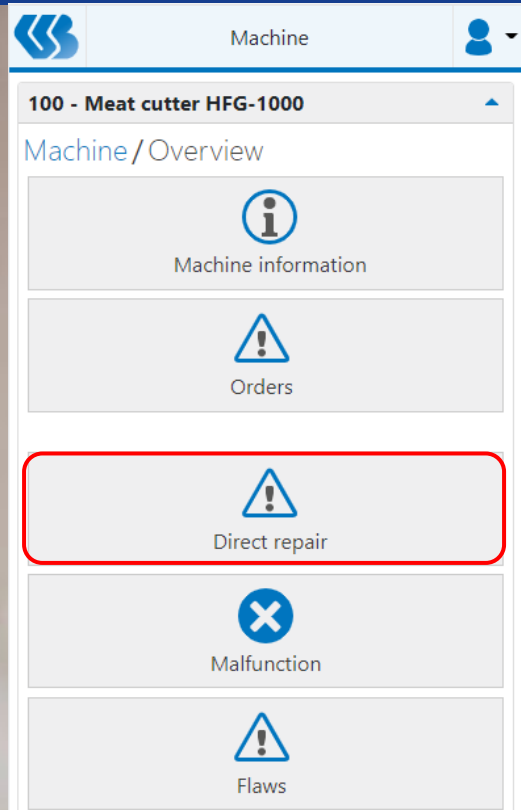 Machine
100 - Meat cutter HFG-1000
Machine / Overview
Machine information
Orders
Direct repair
Malfunction
Flaws